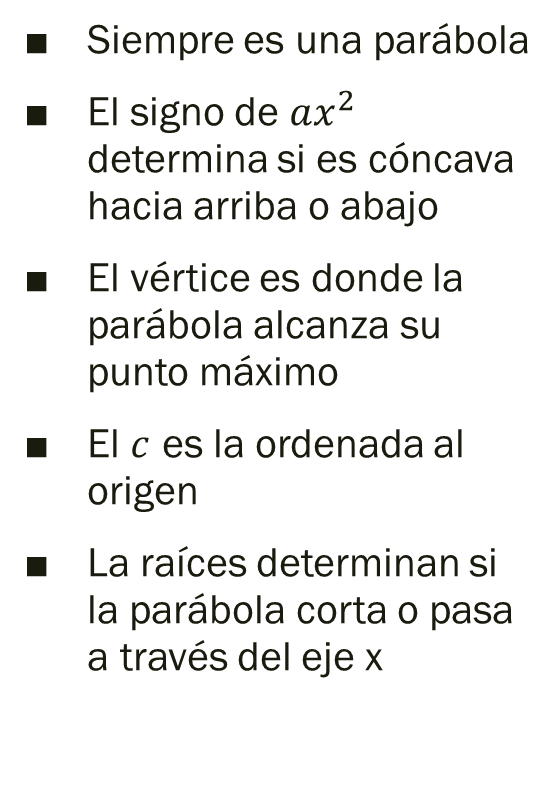 ▪ Siempre es una parábola
▪ El signo de 𝑎𝑥²
determina si es cóncava
hacia arriba o abajo
▪ El vértice es donde la
parábola alcanza su
punto máximo
▪ El 𝑐 es la ordenada al
origen
▪ La raíces determinan si
la parábola corta o pasa
a través del eje x